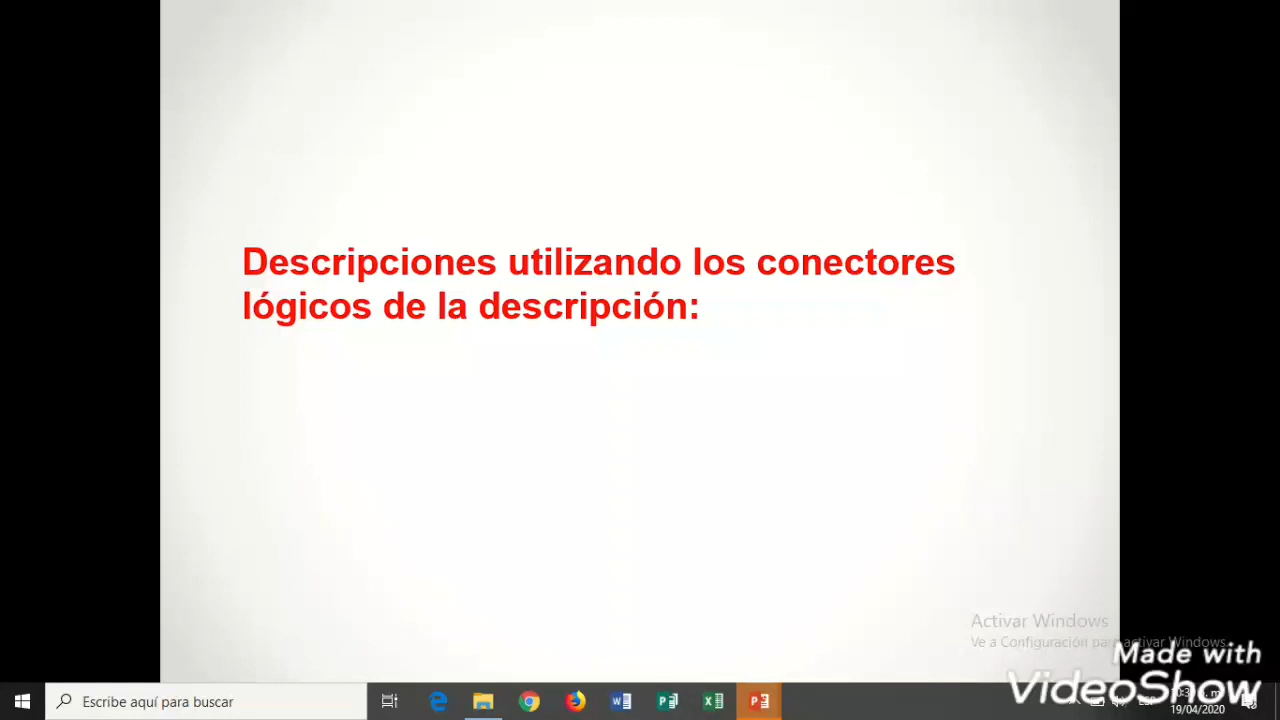 Descripciones utilizando los conectores
lógicos de la descripción:
Activar Windows
Ve a Configuración para activar Windows.
Made with
VideoShow
Escribe aquí para buscar
ESP
19/04/2020